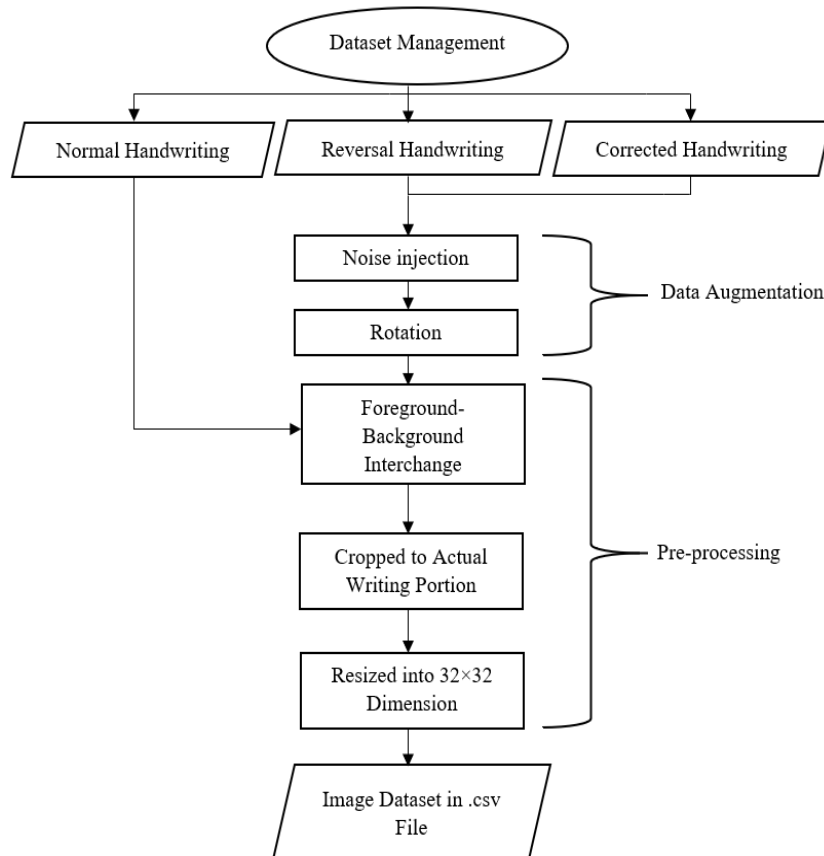 Dataset Management
Normal Handwriting
Reversal Handwriting
Corrected Handwriting
Noise injection
Data Augmentation
Rotation
Foreground-
Background
Interchange
Cropped to Actual
Writing Portion
Pre-processing
Resized into 32×32
Dimension
Image Dataset in .csv
File